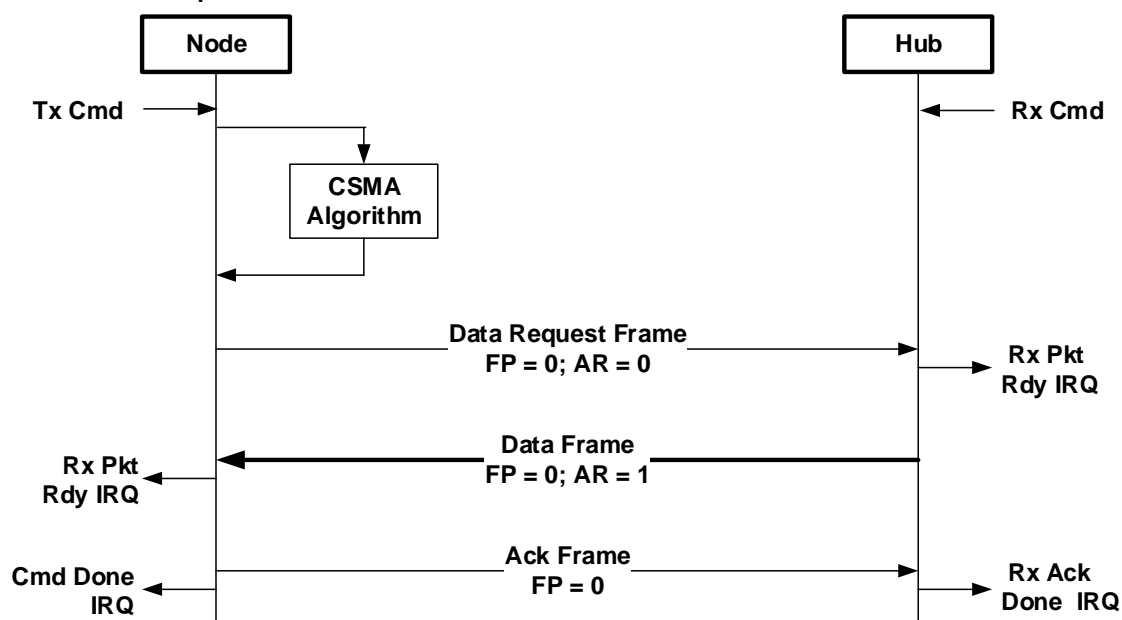 Node
Hub
Tx Cmd
Rx Cmd
CSMA
Algorithm
Data Request Frame
FP = 0; AR = 0
Rx Pkt
Rdy IRQ
Data Frame
FP = 0; AR = 1
Rx Pkt
Rdy IRQ
Ack Frame
FP = 0
Cmd Done
IRQ
Rx Ack
Done IRQ